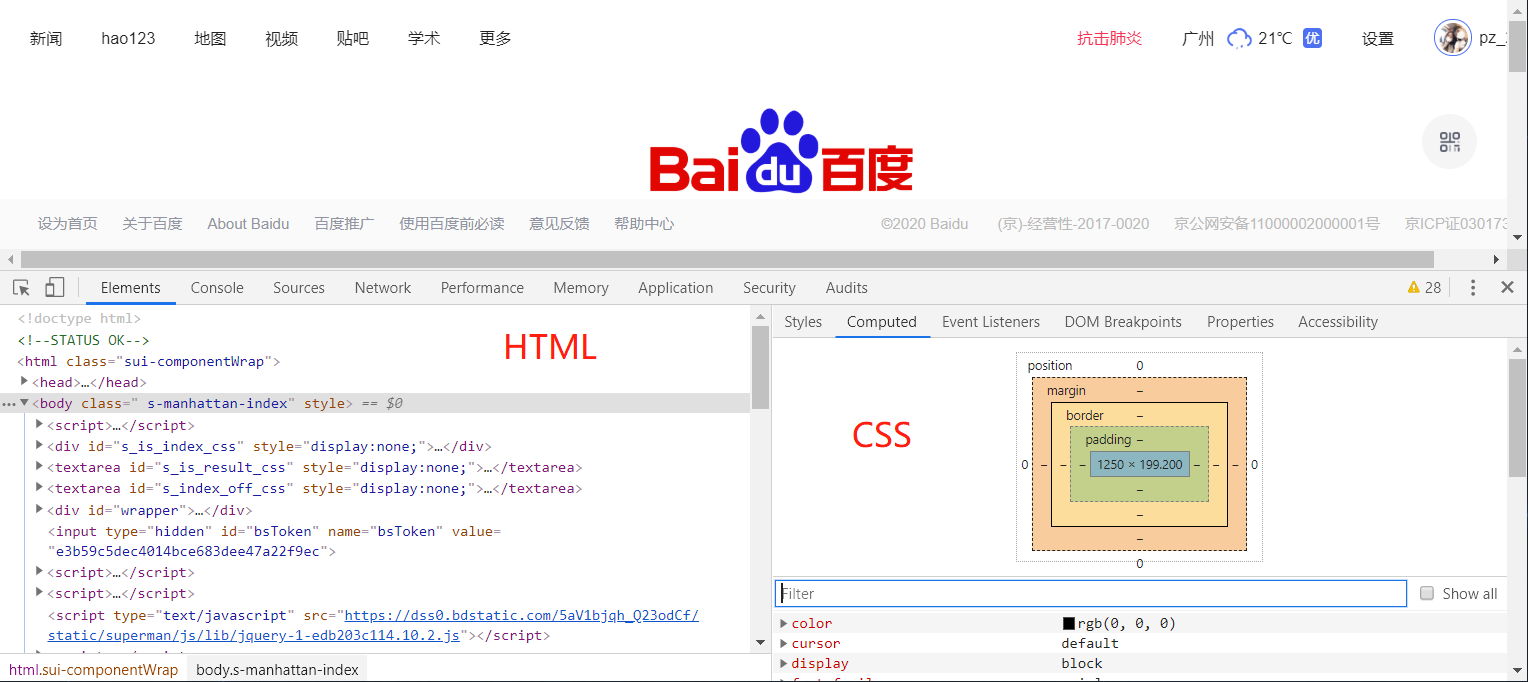 新闻 hao123 地图 视频 贴吧 学术 更多 抗击肺炎 广州 21℃ 优 设置 pz_
Bai du 百度
设为首页 关于百度 About Baidu 百度推广 使用百度前必读 意见反馈 帮助中心 ©2020 Baidu (京)-经营性-2017-0020 京公网安备11000002000001号 京ICP证030173
Elements Console Sources Network Performance Memory Application Security Audits 28
<!doctype html>
<!--STATUS OK-->
<html class="sui-componentWrap">
<head>…</head>
<body class=" s-manhattan-index" style> == $0
<script>…</script>
<div id="s_is_index_css" style="display:none;">…</div>
<textarea id="s_is_result_css" style="display:none;">…</textarea>
<textarea id="s_index_off_css" style="display:none;">…</textarea>
<div id="wrapper">…</div>
<input type="hidden" id="bsToken" name="bsToken" value=
"e3b59c5dec4014bce683dee47a22f9ec">
<script>…</script>
<script>…</script>
<script type="text/javascript" src="https://dss0.bdstatic.com/5aV1bjqh_Q23odCf/
static/superman/js/lib/jquery-1-edb203c114.10.2.js"></script>
html.sui-componentWrap body.s-manhattan-index
HTML
Styles Computed Event Listeners DOM Breakpoints Properties Accessibility
CSS
position 0
margin –
border –
padding –
0 – – – 1250 × 199.200 – – – 0
–
–
–
0
Filter Show all
color rgb(0, 0, 0)
cursor default
display block